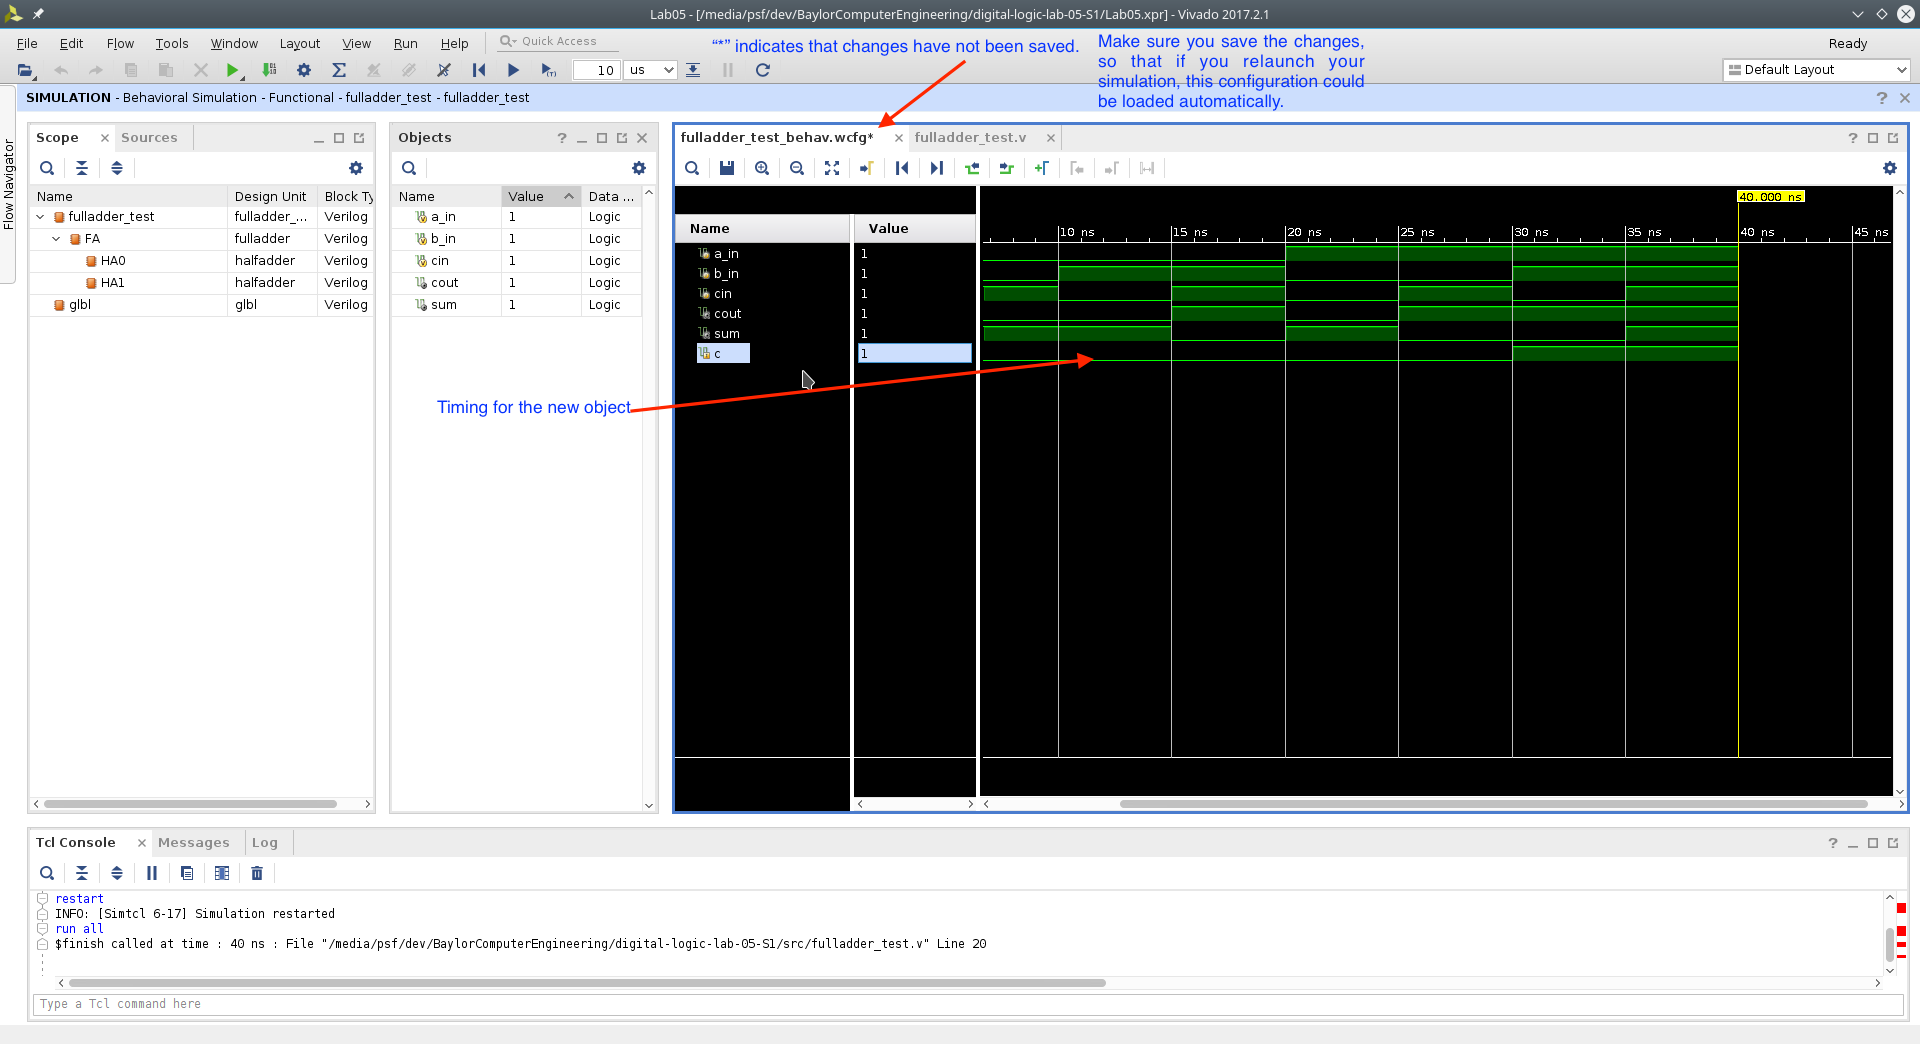 Lab05 - [/media/psf/dev/BaylorComputerEngineering/digital-logic-lab-05-S1/Lab05.xpr] - Vivado 2017.2.1
File Edit Flow Tools Window Layout View Run Help Quick Access
Ready
“*” indicates that changes have not been saved.
Make sure you save the changes,
so that if you relaunch your
simulation, this configuration could
be loaded automatically.
10 us
Default Layout
SIMULATION - Behavioral Simulation - Functional - fulladder_test - fulladder_test
Flow Navigator
Scope Sources
Name Design Unit Block Ty
fulladder_test fulladder_... Verilog
FA fulladder Verilog
HA0 halfadder Verilog
HA1 halfadder Verilog
glbl glbl Verilog
Objects
Name Value Data ...
a_in 1 Logic
b_in 1 Logic
cin 1 Logic
cout 1 Logic
sum 1 Logic
fulladder_test_behav.wcfg* fulladder_test.v
40.000 ns
Name Value
10 ns 15 ns 20 ns 25 ns 30 ns 35 ns 40 ns 45 ns
a_in 1
b_in 1
cin 1
cout 1
sum 1
c 1
Timing for the new object
Tcl Console Messages Log
restart
INFO: [Simtcl 6-17] Simulation restarted
run all
$finish called at time : 40 ns : File "/media/psf/dev/BaylorComputerEngineering/digital-logic-lab-05-S1/src/fulladder_test.v" Line 20
Type a Tcl command here